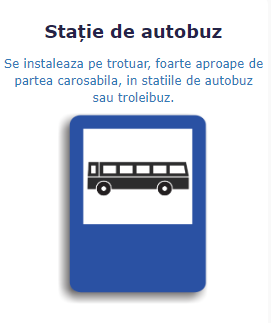 Stație de autobuz
Se instaleaza pe trotuar, foarte aproape de
partea carosabila, in statiile de autobuz
sau troleibuz.